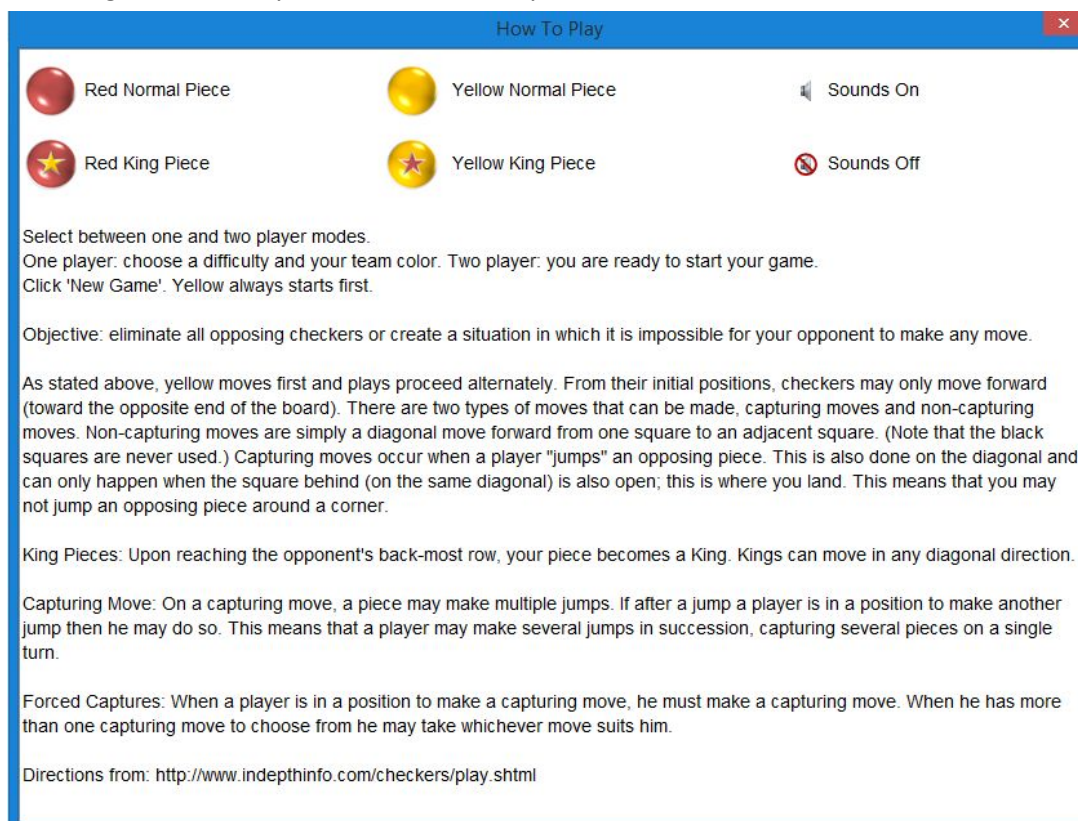 How To Play
Red Normal Piece Yellow Normal Piece Sounds On
Red King Piece Yellow King Piece Sounds Off
Select between one and two player modes.
One player: choose a difficulty and your team color. Two player: you are ready to start your game.
Click 'New Game'. Yellow always starts first.
Objective: eliminate all opposing checkers or create a situation in which it is impossible for your opponent to make any move.
As stated above, yellow moves first and plays proceed alternately. From their initial positions, checkers may only move forward
(toward the opposite end of the board). There are two types of moves that can be made, capturing moves and non-capturing
moves. Non-capturing moves are simply a diagonal move forward from one square to an adjacent square. (Note that the black
squares are never used.) Capturing moves occur when a player "jumps" an opposing piece. This is also done on the diagonal and
can only happen when the square behind (on the same diagonal) is also open; this is where you land. This means that you may
not jump an opposing piece around a corner.
King Pieces: Upon reaching the opponent's back-most row, your piece becomes a King. Kings can move in any diagonal direction.
Capturing Move: On a capturing move, a piece may make multiple jumps. If after a jump a player is in a position to make another
jump then he may do so. This means that a player may make several jumps in succession, capturing several pieces on a single
turn.
Forced Captures: When a player is in a position to make a capturing move, he must make a capturing move. When he has more
than one capturing move to choose from he may take whichever move suits him.
Directions from: http://www.indepthinfo.com/checkers/play.shtml